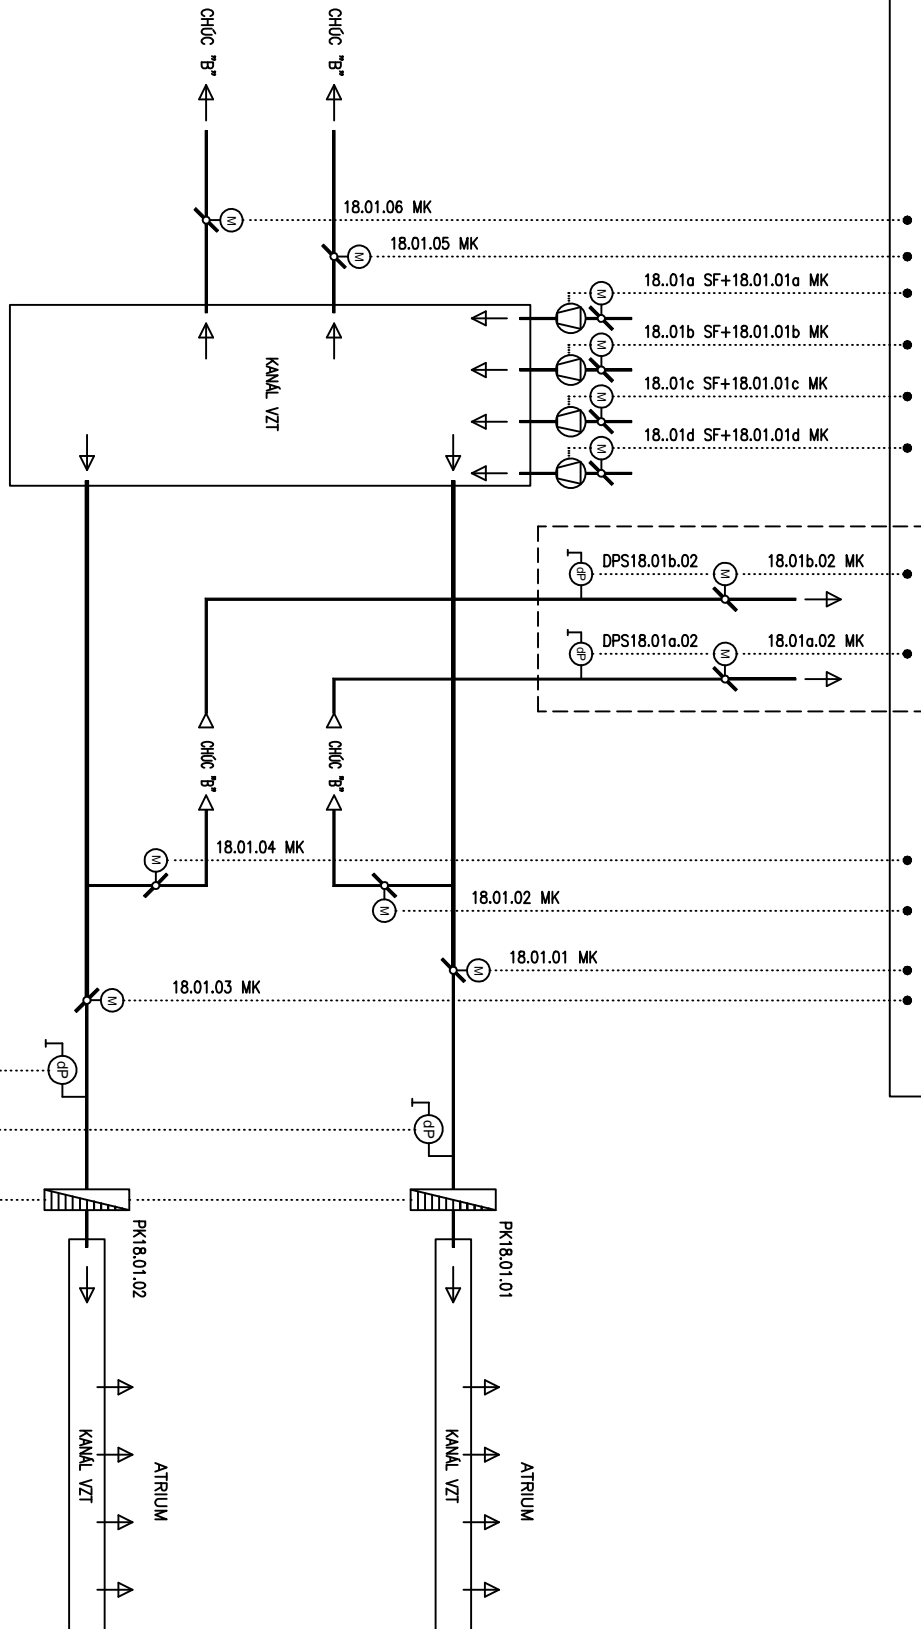 CHÚC "B"
CHÚC "B"
18.01.06 MK
M
18.01.05 MK
M
18..01a SF+18.01.01a MK
M
18..01b SF+18.01.01b MK
M
KANÁL VZT
18..01c SF+18.01.01c MK
M
18..01d SF+18.01.01d MK
M
DPS18.01b.02
18.01b.02 MK
dP
M
DPS18.01a.02
18.01a.02 MK
dP
M
CHÚC "B"
CHÚC "B"
18.01.04 MK
M
18.01.02 MK
M
18.01.01 MK
M
18.01.03 MK
M
dP
dP
PK18.01.02
PK18.01.01
KANÁL VZT
ATRIUM
KANÁL VZT
ATRIUM